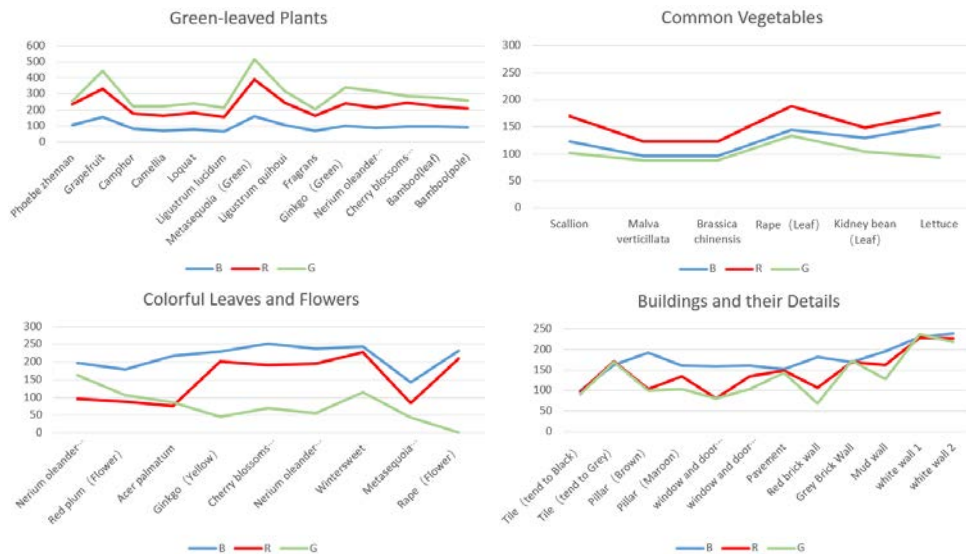 Green-leaved Plants
600
500
400
300
200
100
0
Phoebe zhennan
Grapefruit
Camphor
Camellia
Loquat
Ligustrum lucidum
Metasequoia（Green）
Ligustrum quihoui
Fragrans
Ginkgo（Green）
Nerium oleander…
Cherry blossoms…
Bamboo(leaf)
Bamboo(pole)
B R G
Common Vegetables
300
250
200
150
100
50
0
Scallion
Malva
verticillata
Brassica
chinensis
Rape（Leaf）
Kidney bean
（Leaf）
Lettuce
B R G
Colorful Leaves and Flowers
300
250
200
150
100
50
0
Nerium oleander…
Red plum（Flower）
Acer palmatum
Ginkgo（Yellow）
Cherry blossoms…
Nerium oleander…
Wintersweet
Metasequoia…
Rape（Flower）
B R G
Buildings and their Details
250
200
150
100
50
0
Tile（tend to Black）
Tile（tend to Grey）
Pillar（Brown）
Pillar（Maroon）
window and door…
window and door…
Pavement
Red brick wall
Grey Brick Wall
Mud wall
white wall 1
white wall 2
B R G